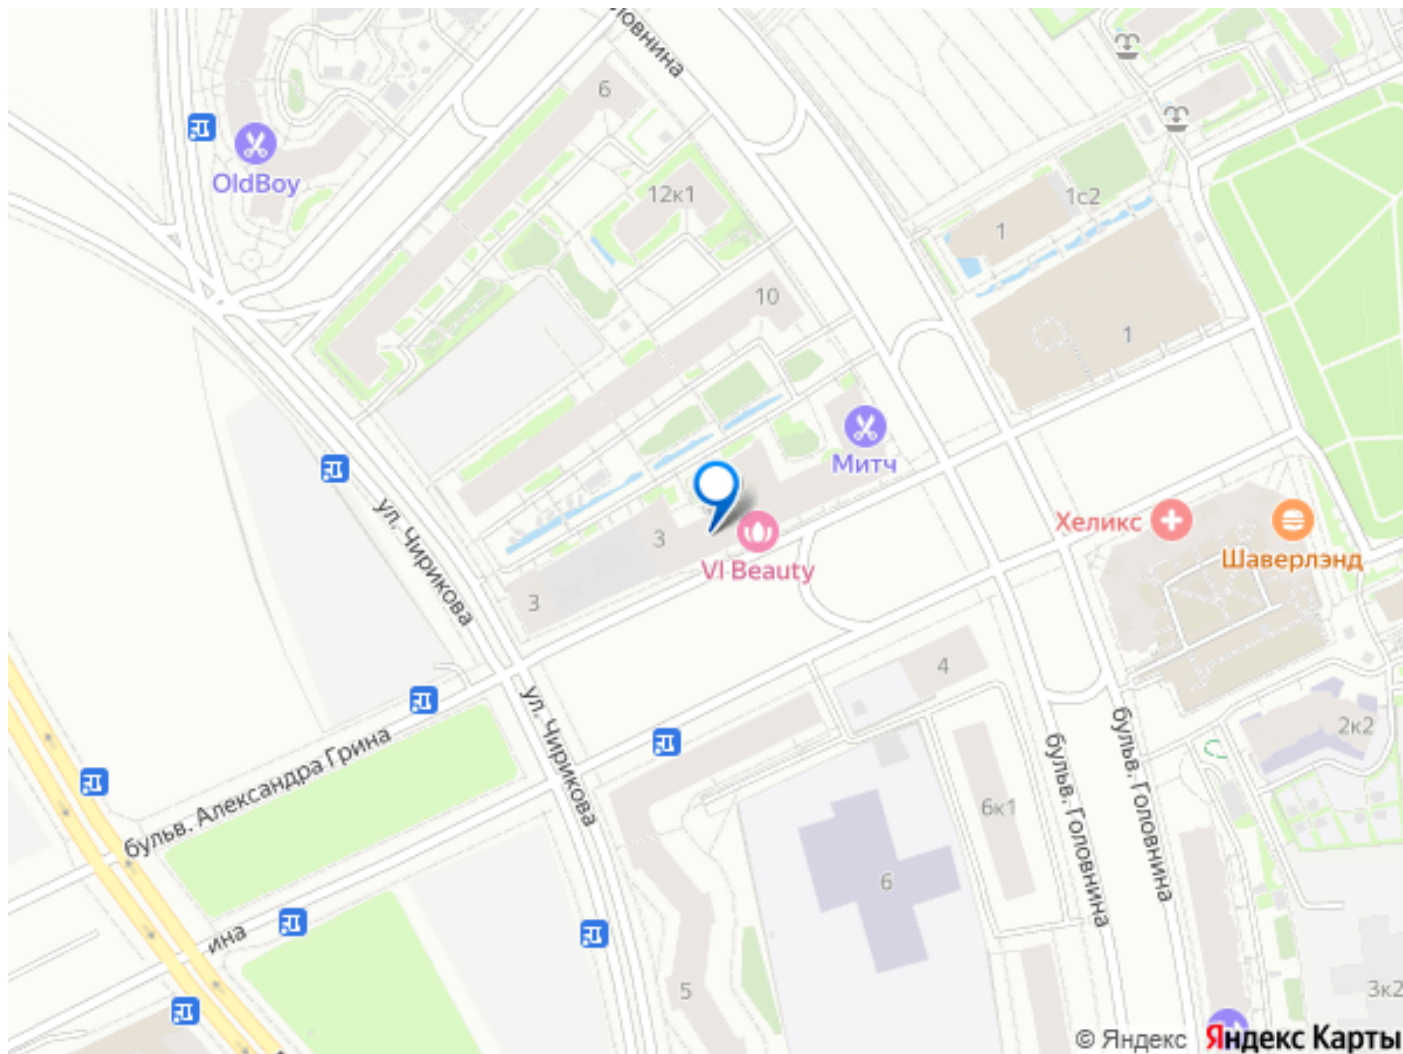 ловнина
6
OldBoy
12к1
1с2
1
10
1
Митч
Хеликс
Шаверлэнд
3
VI Beauty
ул. Чирикова
3
4
ул. Чирикова
бульв. Головнина
бульв. Головнина
2к2
бульв. Александра Грина
6к1
6
ина
5
3к2
© Яндекс Яндекс Карты